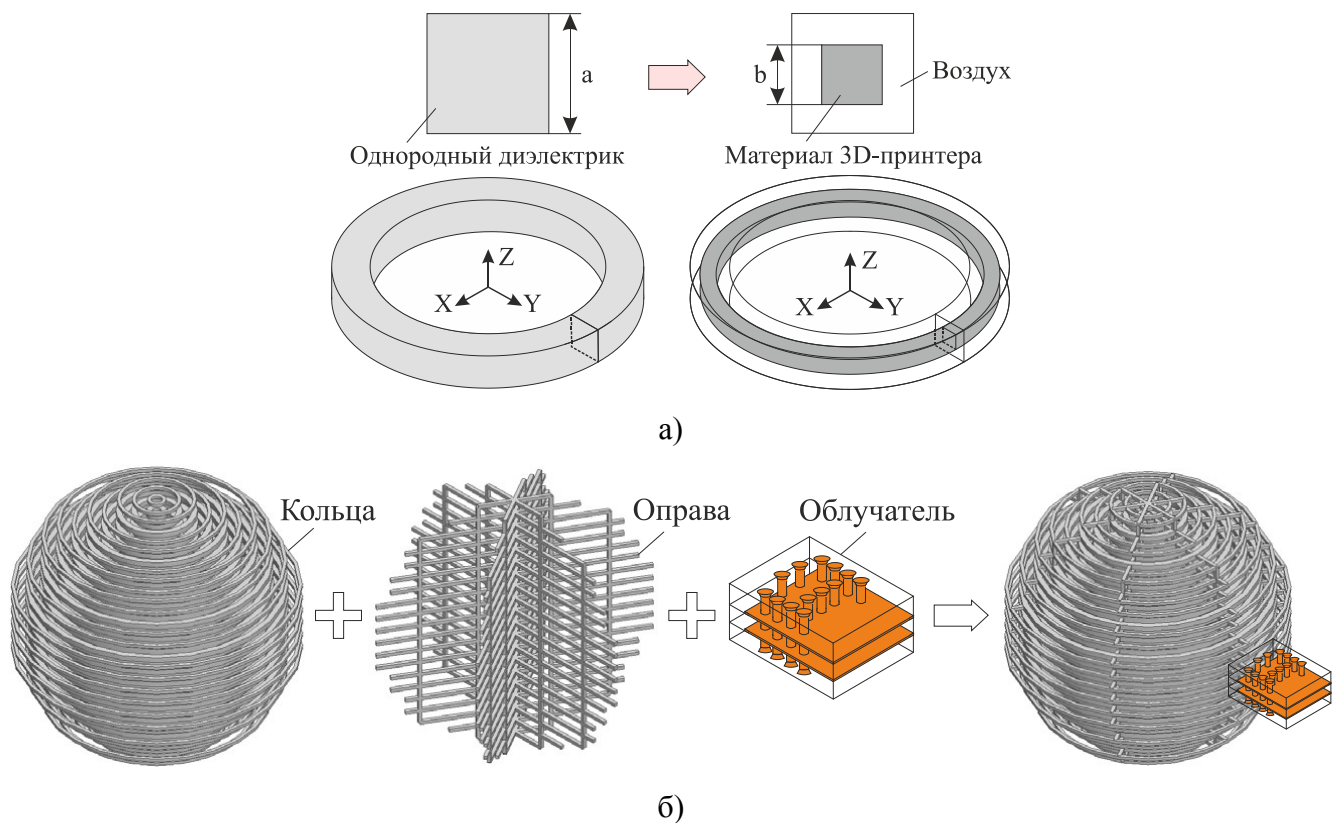 a
b
Воздух
Однородный диэлектрик
Материал 3D-принтера
Z
X
Y
Z
X
Y
а)
Кольца
Оправа
Облучатель
б)